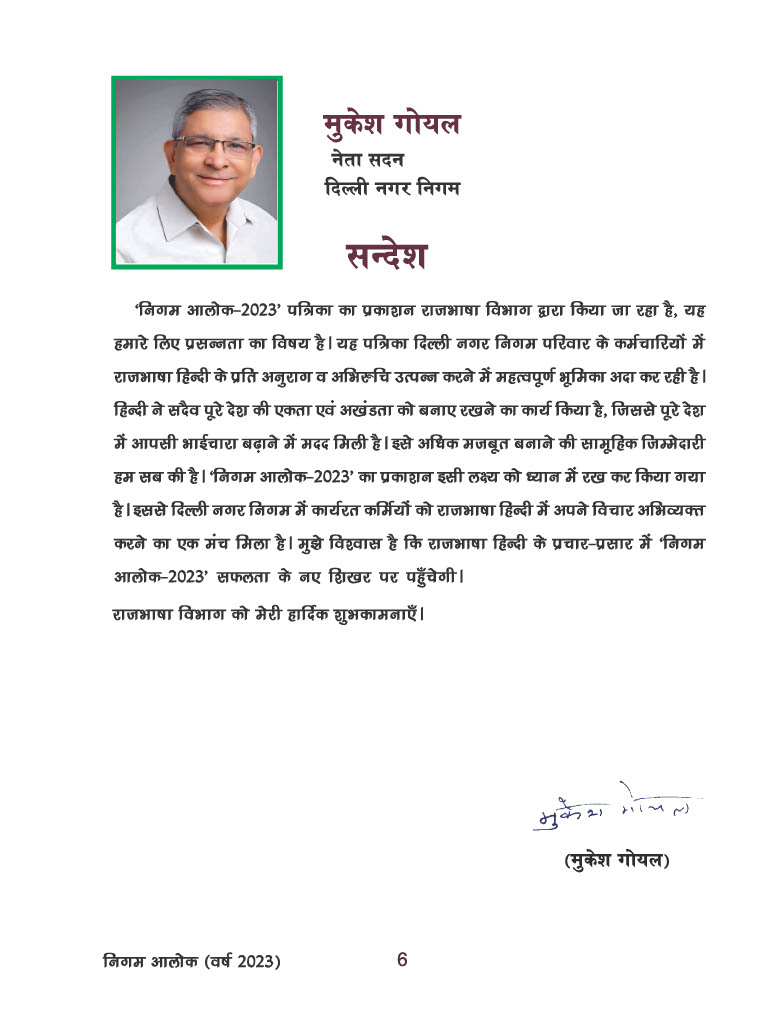 मुकेश गोयल
नेता सदन
दिल्ली नगर निगम
सन्देश
‘निगम आलोक–2023’ पत्रिका का प्रकाशन राजभाषा विभाग द्वारा किया जा रहा है, यह
हमारे लिए प्रसन्नता का विषय है। यह पत्रिका दिल्ली नगर निगम परिवार के कर्मचारियों में
राजभाषा हिन्दी के प्रति अनुराग व अभिरूचि उत्पन्न करने में महत्वपूर्ण भूमिका अदा कर रही है।
हिन्दी ने सदैव पूरे देश की एकता एवं अखंडता को बनाए रखने का कार्य किया है, जिससे पूरे देश
में आपसी भाईचारा बढ़ाने में मदद मिली है। इसे अधिक मजबूत बनाने की सामूहिक जिम्मेदारी
हम सब की है। ‘निगम आलोक–2023’ का प्रकाशन इसी लक्ष्य को ध्यान में रख कर किया गया
है। इससे दिल्ली नगर निगम में कार्यरत कर्मियों को राजभाषा हिन्दी में अपने विचार अभिव्यक्त
करने का एक मंच मिला है। मुझे विश्वास है कि राजभाषा हिन्दी के प्रचार–प्रसार में ‘निगम
आलोक–2023’ सफलता के नए शिखर पर पहुँचेगी।
राजभाषा विभाग को मेरी हार्दिक शुभकामनाएँ।
मुकेश गोयल
(मुकेश गोयल)
निगम आलोक (वर्ष 2023) 6